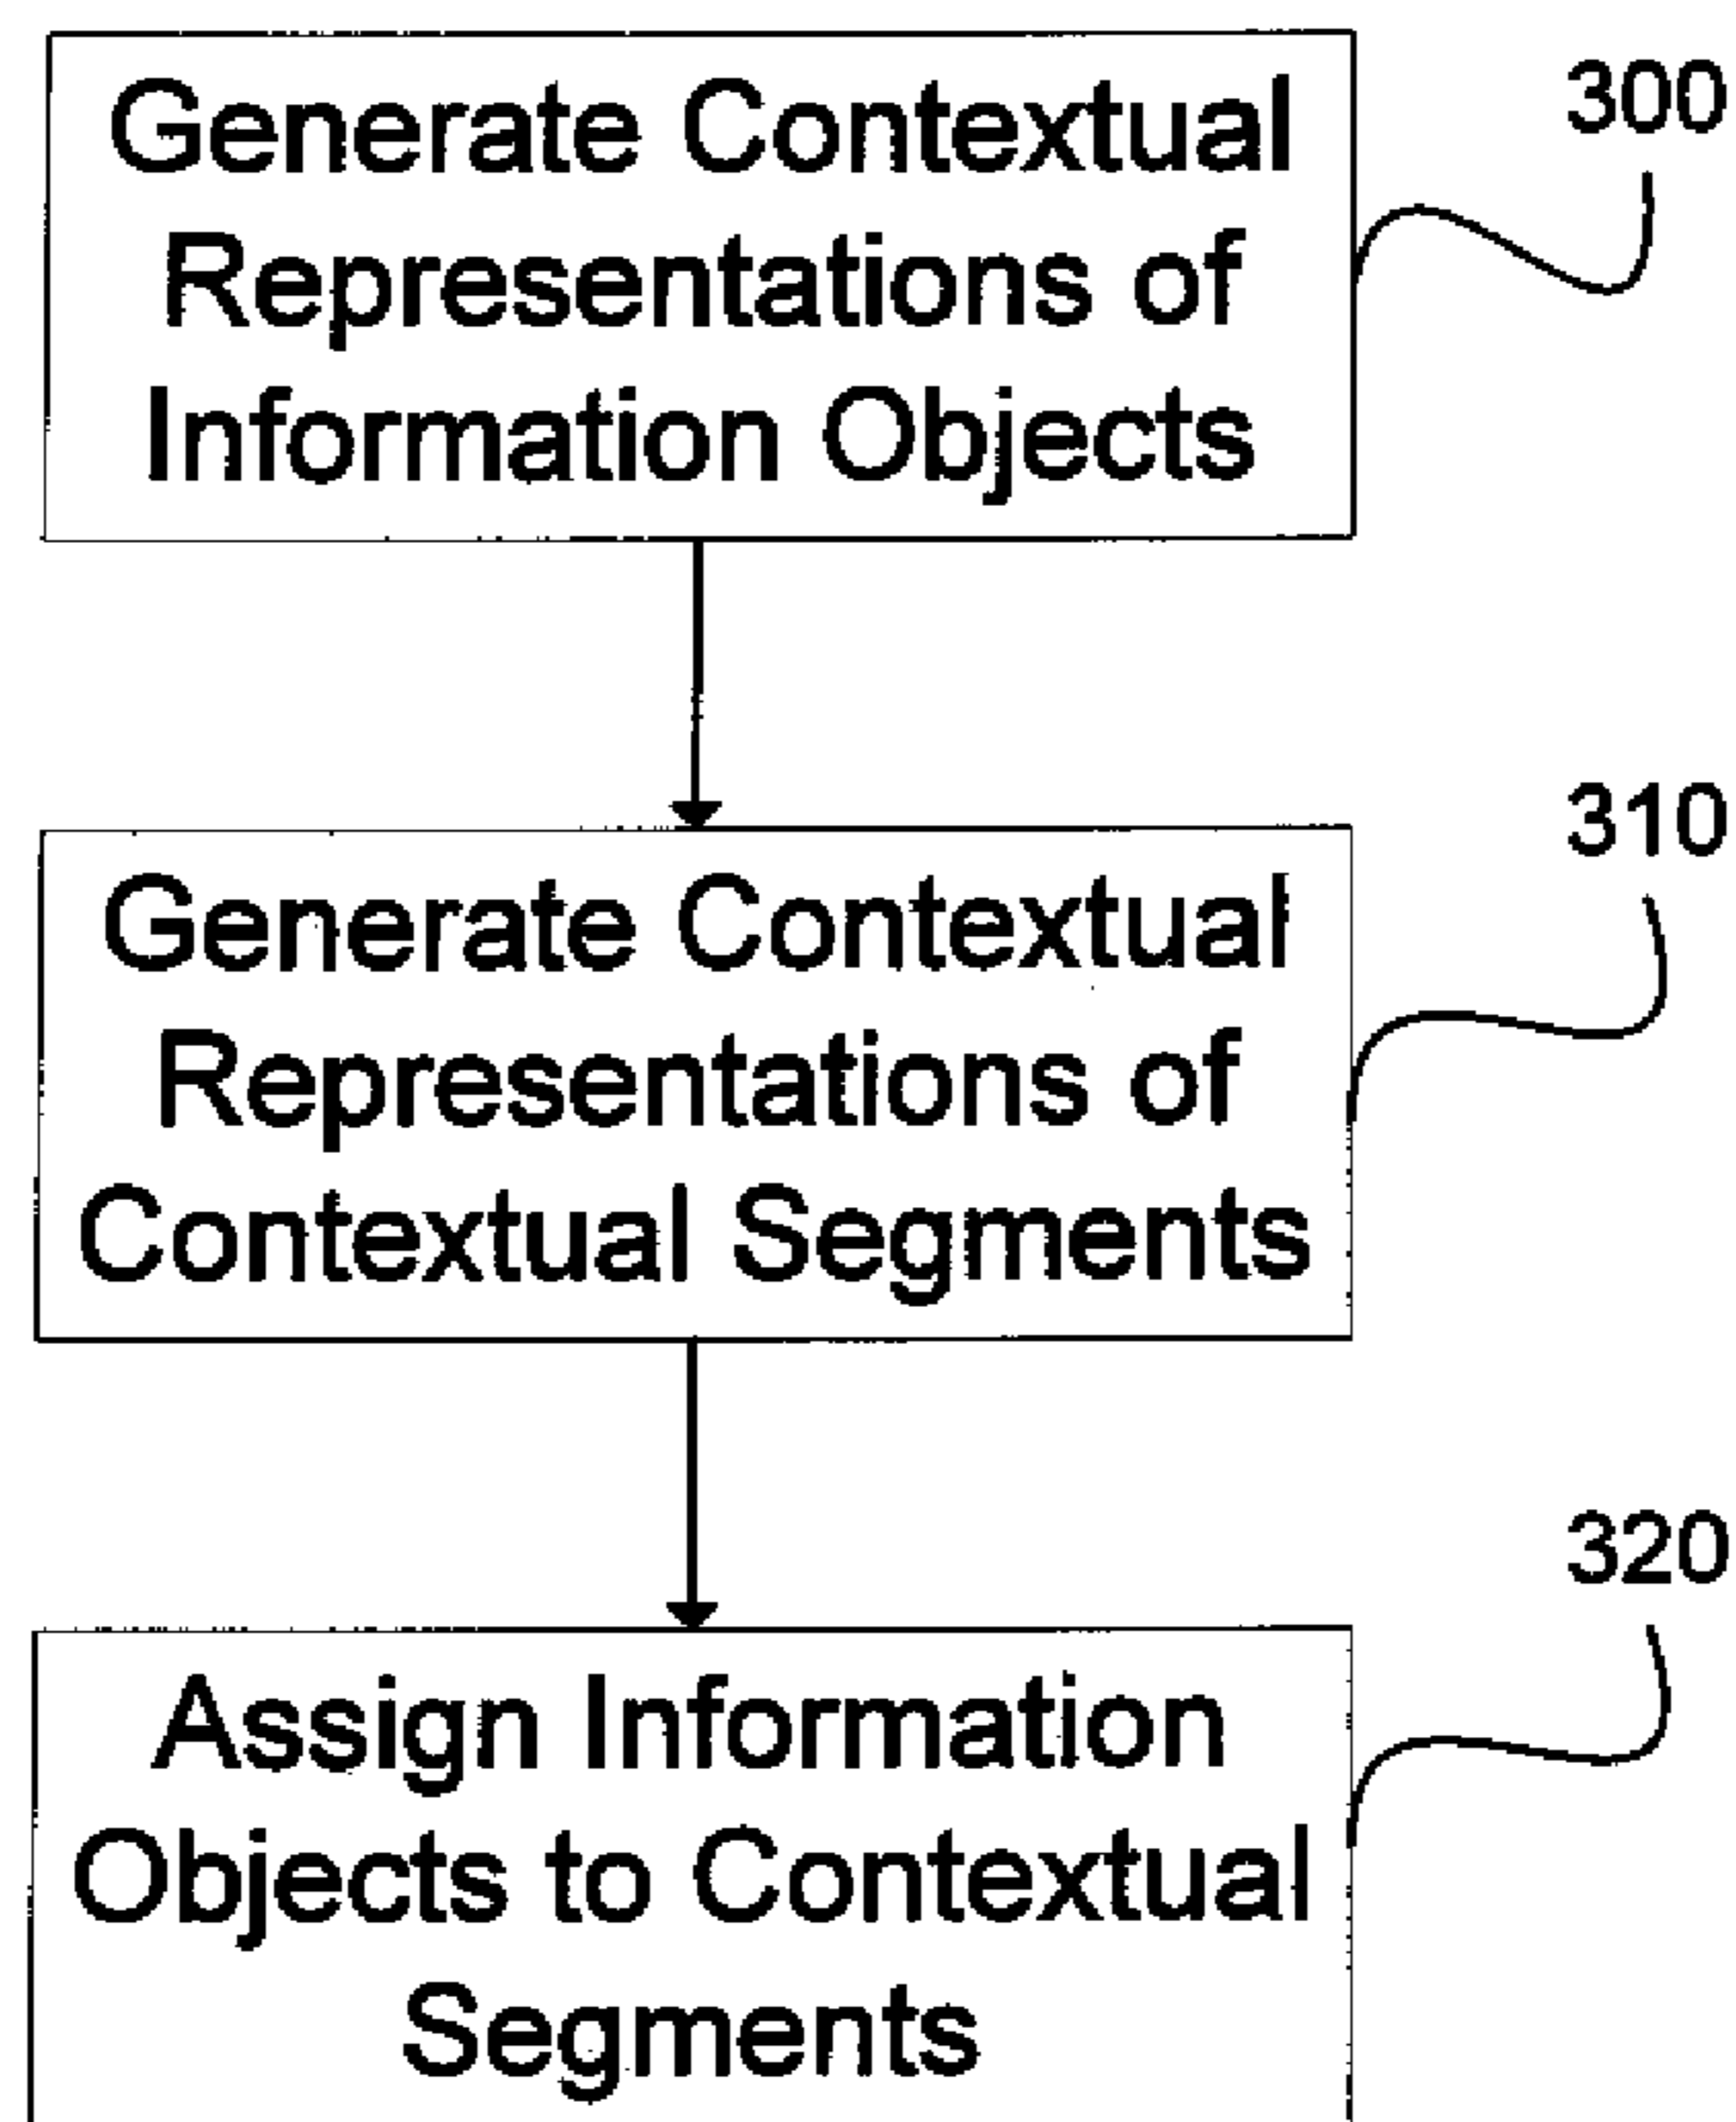 Generate Contextual
Representations of
Information Objects
300
Generate Contextual
Representations of
Contextual Segments
310
Assign Information
Objects to Contextual
Segments
320